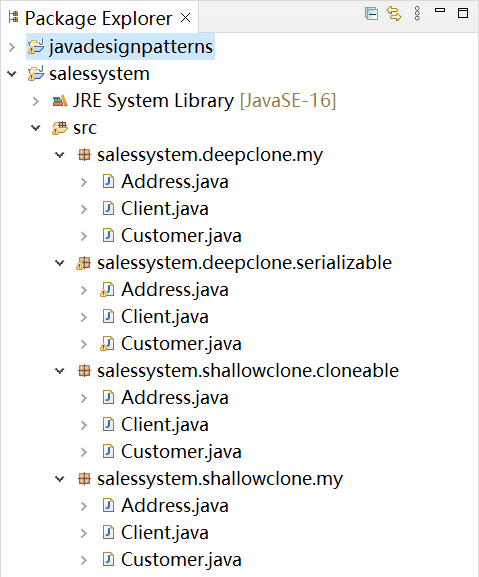 Package Explorer
javadesignpatterns
salessystem
JRE System Library [JavaSE-16]
src
salessystem.deepclone.my
Address.java
Client.java
Customer.java
salessystem.deepclone.serializable
Address.java
Client.java
Customer.java
salessystem.shallowclone.cloneable
Address.java
Client.java
Customer.java
salessystem.shallowclone.my
Address.java
Client.java
Customer.java